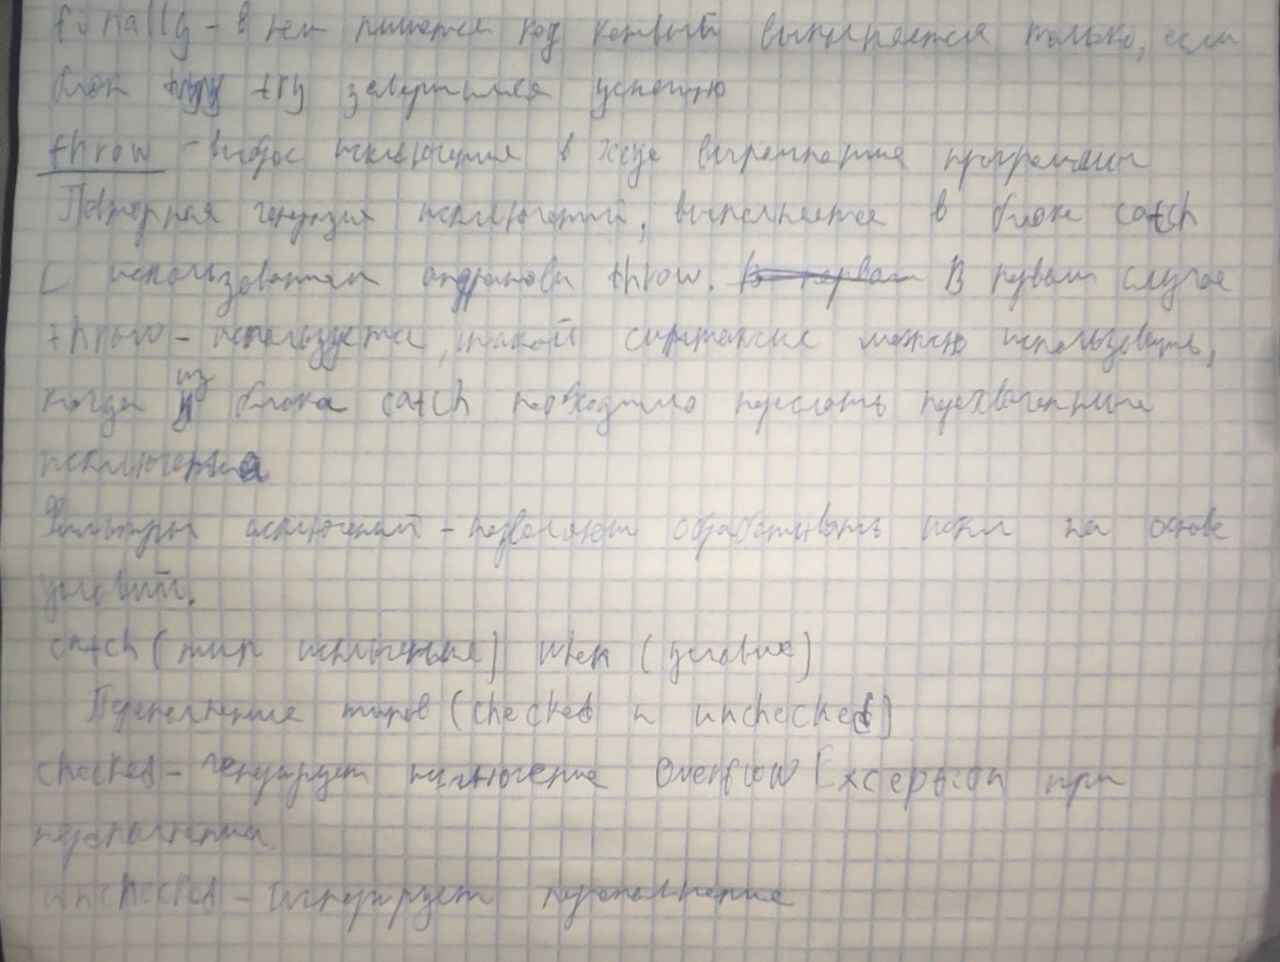 finally - в нем пишется код который выполняется только, если
блок try завершился успешно
throw - выброс исключения в ходе выполнения программы
Повторная генерация исключений, выполняется в блоке catch
С использованием оператора throw. В первом случае
throw - используется, такой синтаксис можно использовать,
когда из блока catch необходимо переслать перехваченные
исключения
Фильтры исключений - позволяют обрабатывать искл на основе
условий.
catch (тип исключения) when (условие)
Переполнение типов (checked и unchecked)
checked - генерирует исключение Overflow Exception при
переполнении.
unchecked - игнорирует переполнение